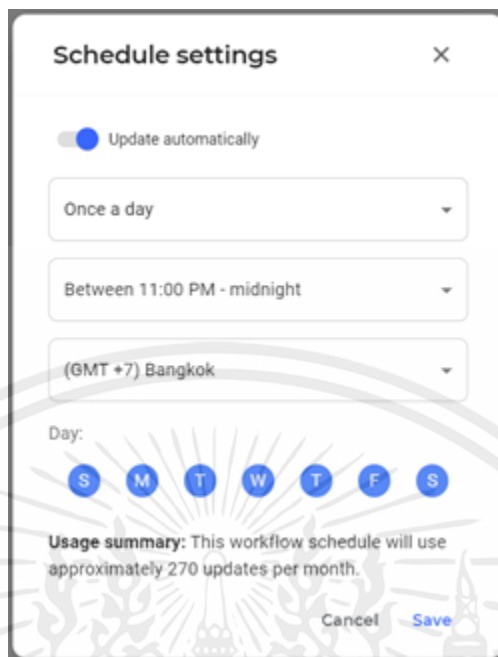 Schedule settings
Update automatically
Once a day
Between 11:00 PM - midnight
(GMT +7) Bangkok
Day:
S M T W T F S
Usage summary: This workflow schedule will use
approximately 270 updates per month.
Cancel Save